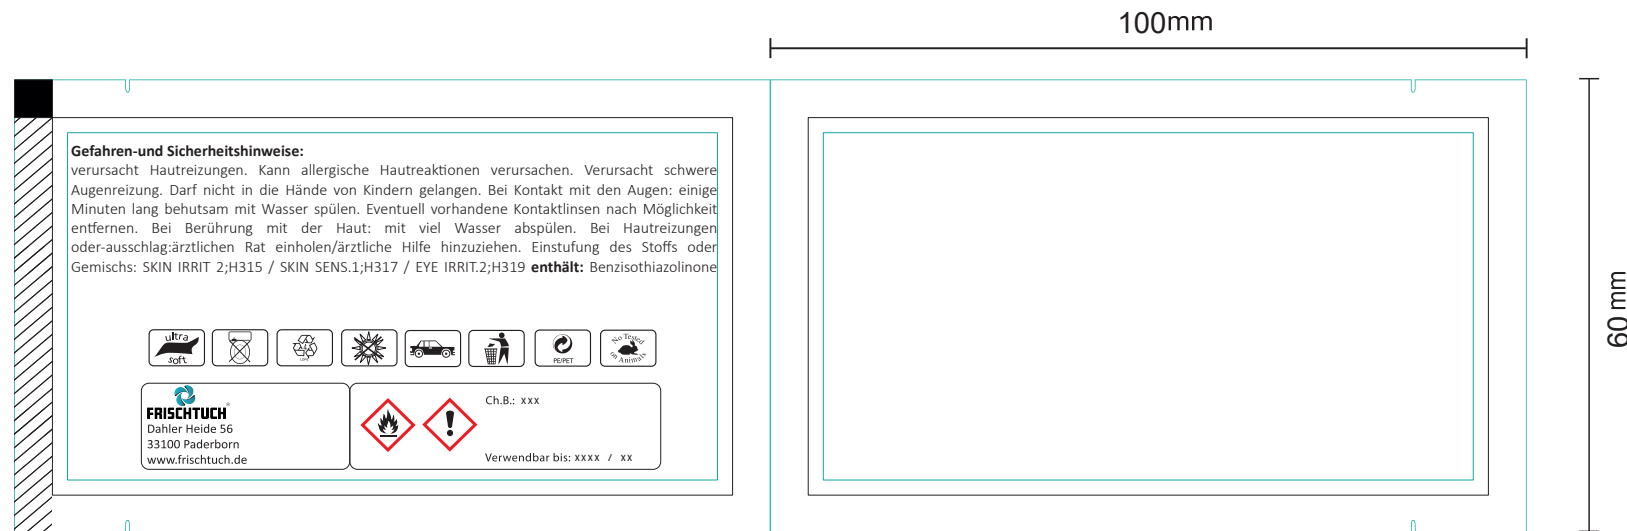 100mm
Gefahren-und Sicherheitshinweise:
verursacht Hautreizungen. Kann allergische Hautreaktionen verursachen. Verursacht schwere
Augenreizung. Darf nicht in die Hände von Kindern gelangen. Bei Kontakt mit den Augen: einige
Minuten lang behutsam mit Wasser spülen. Eventuell vorhandene Kontaktlinsen nach Möglichkeit
entfernen. Bei Berührung mit der Haut: mit viel Wasser abspülen. Bei Hautreizungen
oder-ausschlag:ärztlichen Rat einholen/ärztliche Hilfe hinzuziehen. Einstufung des Stoffs oder
Gemischs: SKIN IRRIT 2;H315 / SKIN SENS.1;H317 / EYE IRRIT.2;H319 enthält: Benzisothiazolinone
60 mm
ultra
soft
PE/PET
No Tested
on Animals
FRISCHTUCH®
Dahler Heide 56
33100 Paderborn
www.frischtuch.de
Ch.B.: xxx
Verwendbar bis: xxxx / xx